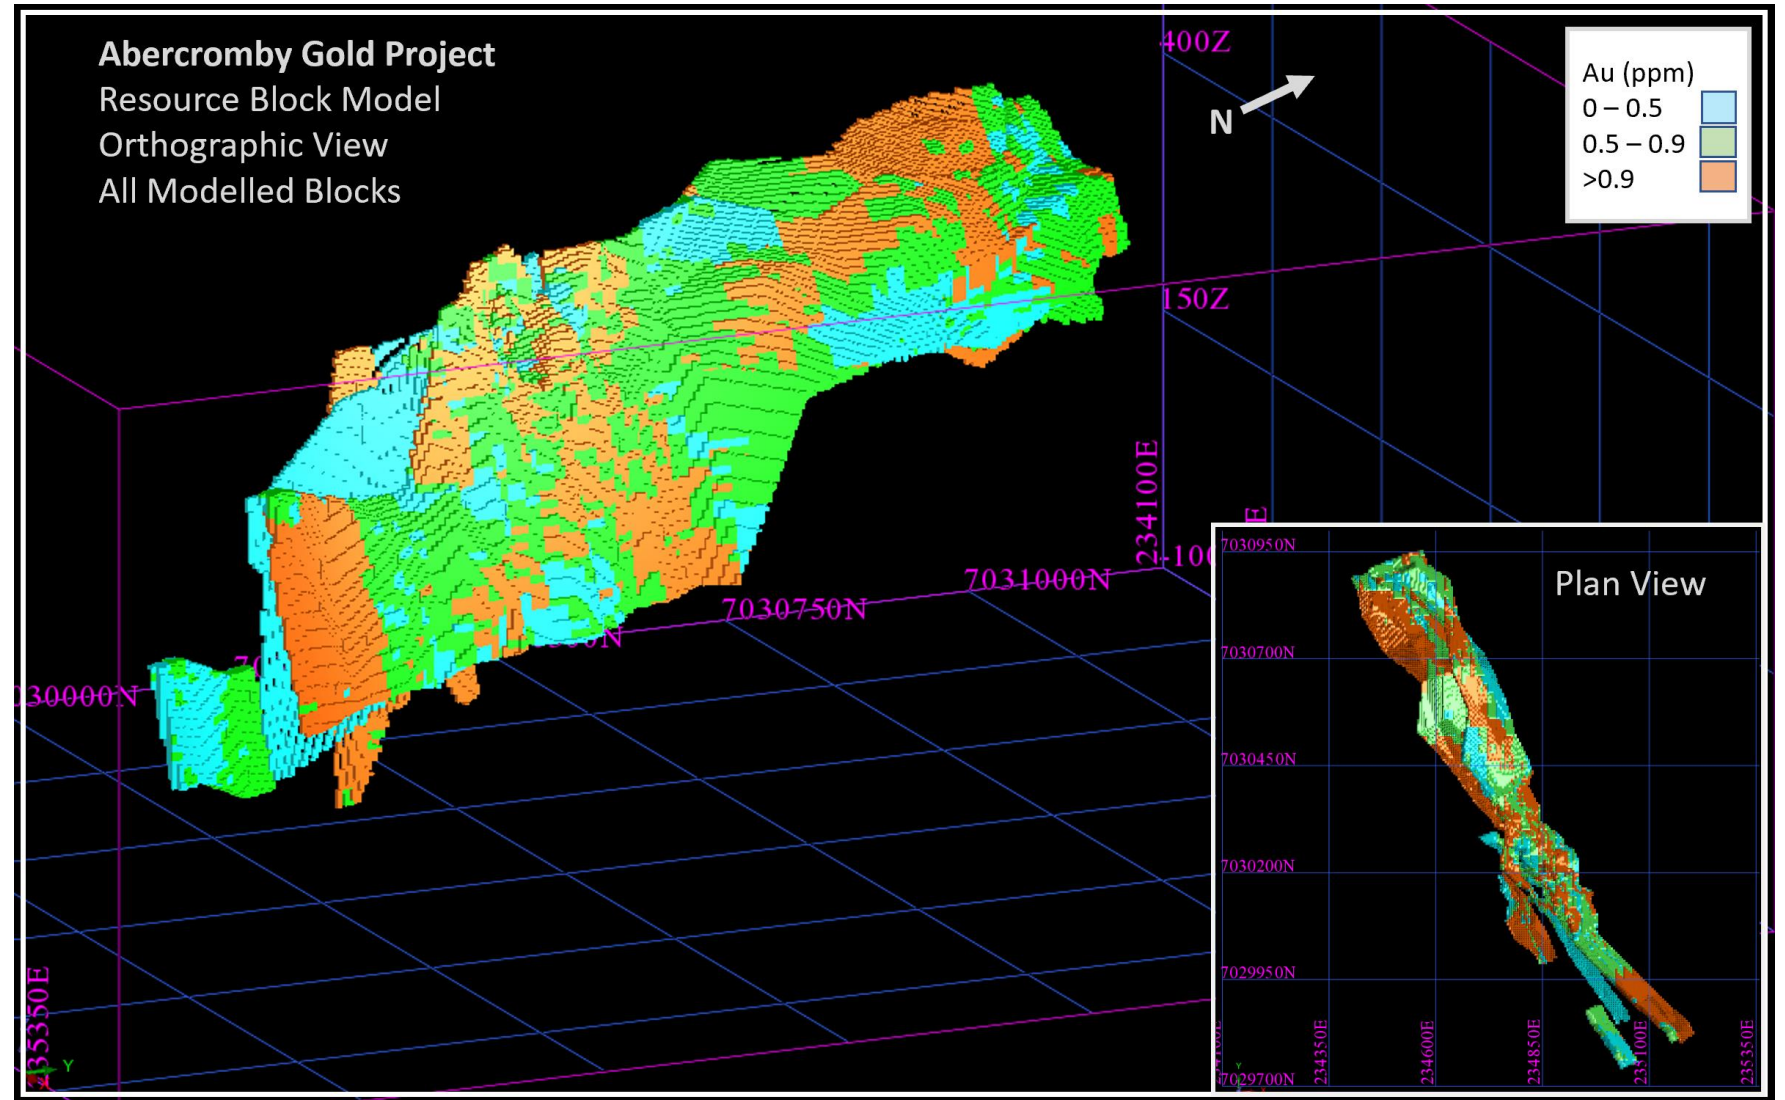 Abercromby Gold Project
Resource Block Model
Orthographic View
All Modelled Blocks
400Z
N
Au (ppm)
0 – 0.5
0.5 – 0.9
>0.9
150Z
234100E
-100
7031000N
7030750N
030000N
235350E
Y
Plan View
7030950N
7030700N
7030450N
7030200N
7029950N
7029700N
234350E
234600E
234850E
235100E
235350E